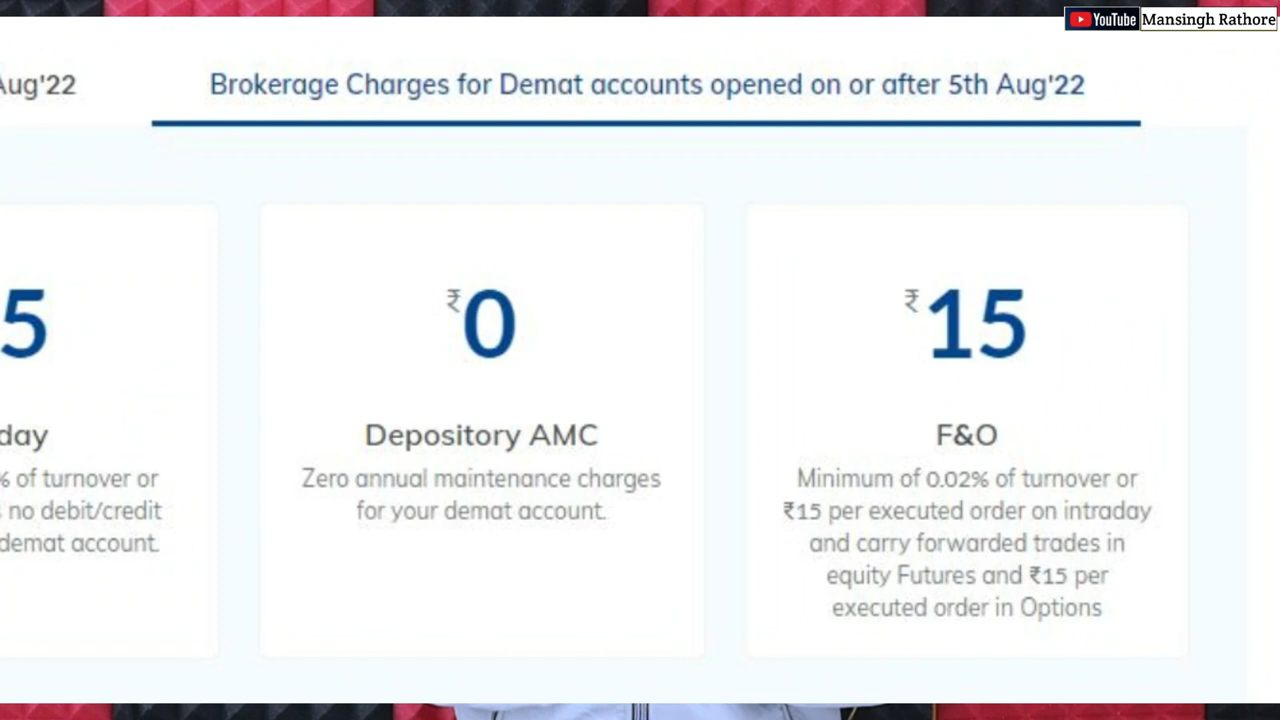 YouTube Mansingh Rathore
Aug'22
Brokerage Charges for Demat accounts opened on or after 5th Aug'22
5
day
% of turnover or
no debit/credit
demat account.
₹0
Depository AMC
Zero annual maintenance charges
for your demat account.
₹15
F&O
Minimum of 0.02% of turnover or
₹15 per executed order on intraday
and carry forwarded trades in
equity Futures and ₹15 per
executed order in Options